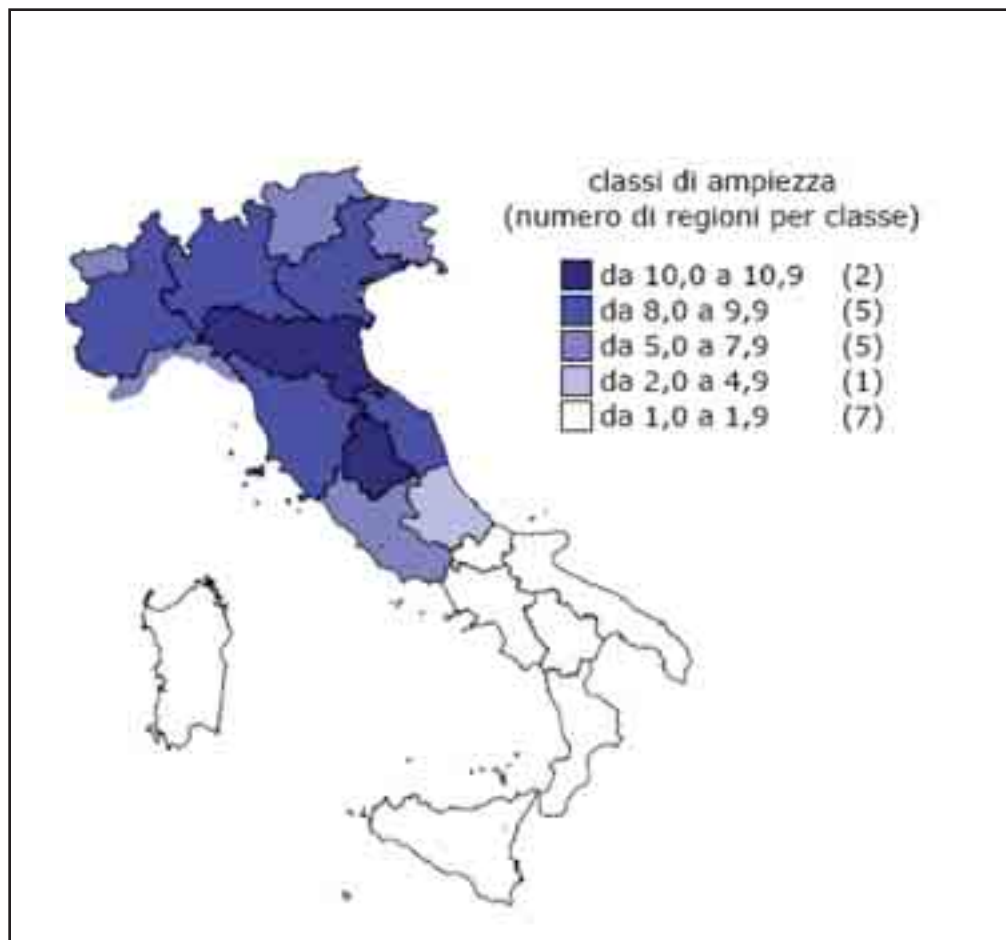 classi di ampiezza
(numero di regioni per classe)
da 10,0 a 10,9 (2)
da 8,0 a 9,9 (5)
da 5,0 a 7,9 (5)
da 2,0 a 4,9 (1)
da 1,0 a 1,9 (7)